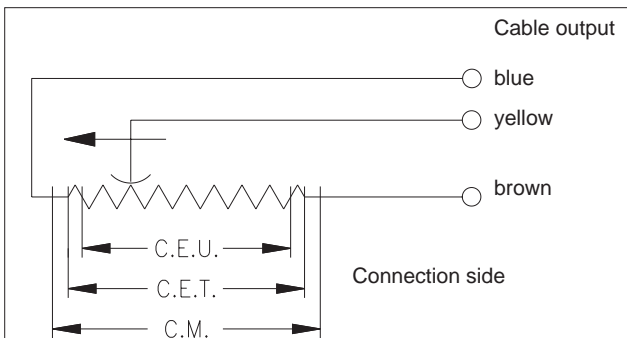 Cable output
blue
yellow
brown
C.E.U.
Connection side
C.E.T.
C.M.